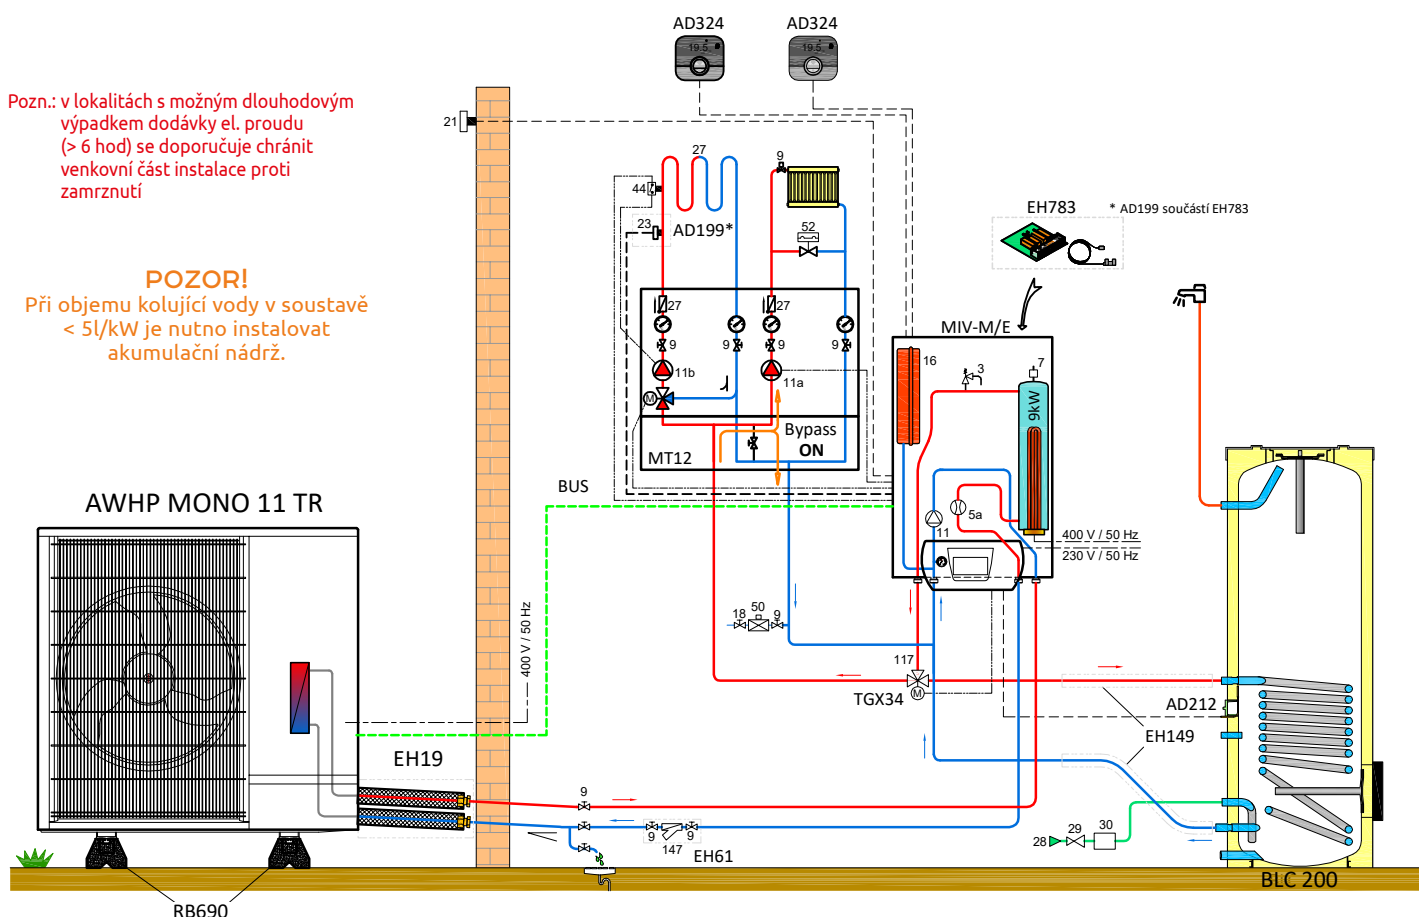 AD324
AD324
19.5
19.5
Pozn.: v lokalitách s možným dlouhodovým
výpadkem dodávky el. proudu
(> 6 hod) se doporučuje chránit
venkovní část instalace proti
zamrznutí
21
27
9
44
23
AD199*
52
EH783
* AD199 součástí EH783
POZOR!
Při objemu kolující vody v soustavě
< 5l/kW je nutno instalovat
akumulační nádrž.
27
27
9
9
9
9
11b
11a
M
Bypass
ON
MT12
MIV-M/E
16
3
7
9kW
5a
11
400 V / 50 Hz
230 V / 50 Hz
BUS
AWHP MONO 11 TR
400 V / 50 Hz
18
50
9
117
M
TGX34
AD212
EH149
EH19
9
9
147
9
EH61
28
29
30
BLC 200
RB690